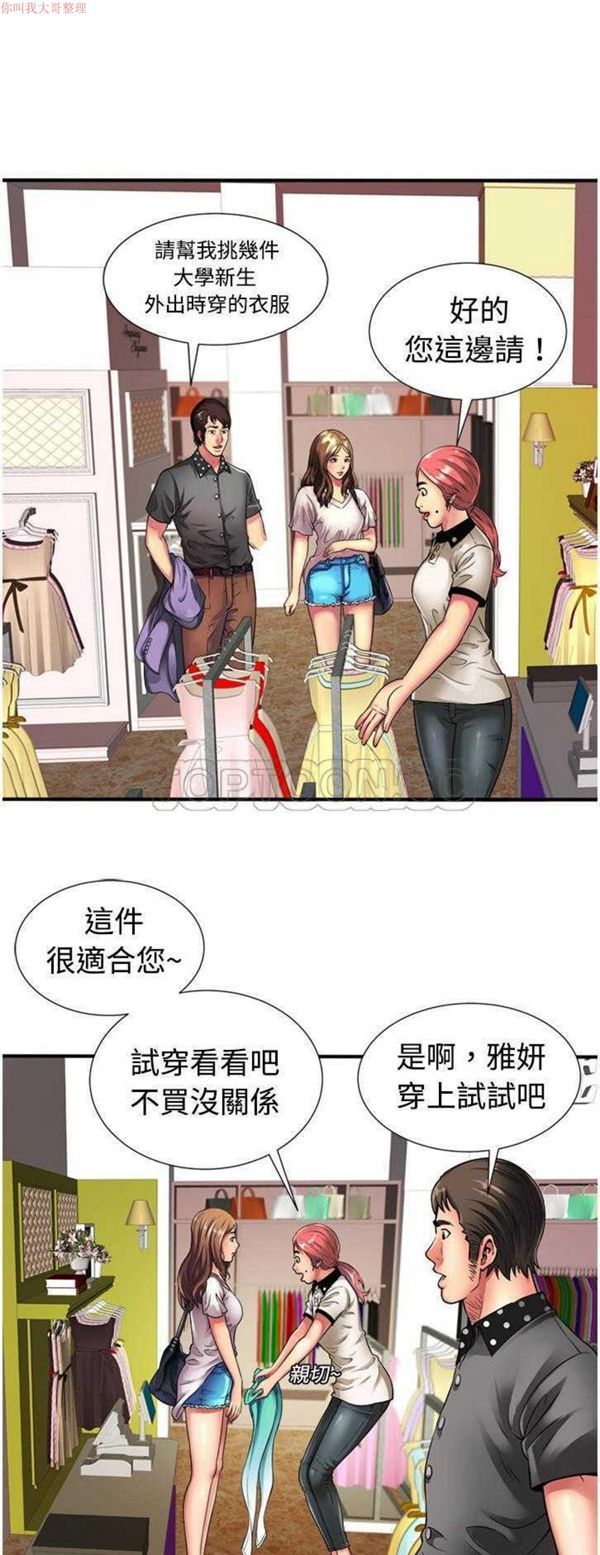 你叫我大哥整理
請幫我挑幾件
大學新生
外出時穿的衣服
好的
您這邊請！
TOPTOON.CC
這件
很適合您~
試穿看看吧
不買沒關係
是啊，雅妍
穿上試試吧
親切~